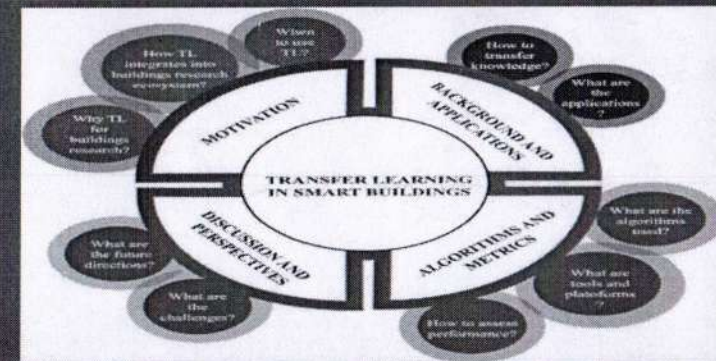 How TL
integrates into
buildings research
ecosystem?
When
to use
TL?
Why TL
for
buildings
research?
MOTIVATION
How to
transfer
knowledge?
What are
the
applications
?
BACKGROUND AND
APPLICATIONS
TRANSFER LEARNING
IN SMART BUILDINGS
DISCUSSION AND
PERSPECTIVES
What are
the future
directions?
What are
the
challenges?
ALGORITHMS AND
METRICS
What are the
algorithms
used?
What are
tools and
platoforms
?
How to assess
performance?